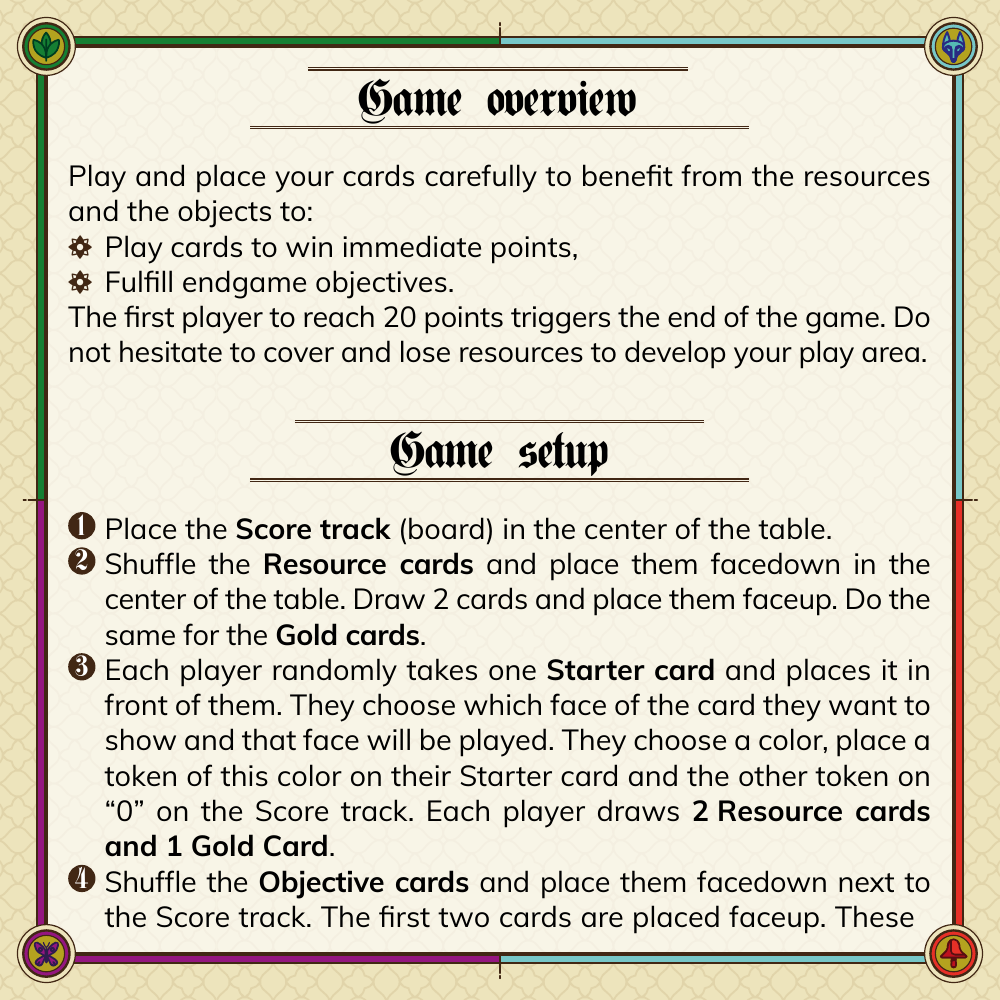 Game overview
Play and place your cards carefully to benefit from the resources
and the objects to:
Play cards to win immediate points,
Fulfill endgame objectives.
The first player to reach 20 points triggers the end of the game. Do
not hesitate to cover and lose resources to develop your play area.
Game setup
1 Place the Score track (board) in the center of the table.
2 Shuffle the Resource cards and place them facedown in the
center of the table. Draw 2 cards and place them faceup. Do the
same for the Gold cards.
3 Each player randomly takes one Starter card and places it in
front of them. They choose which face of the card they want to
show and that face will be played. They choose a color, place a
token of this color on their Starter card and the other token on
“0” on the Score track. Each player draws 2 Resource cards
and 1 Gold Card.
4 Shuffle the Objective cards and place them facedown next to
the Score track. The first two cards are placed faceup. These